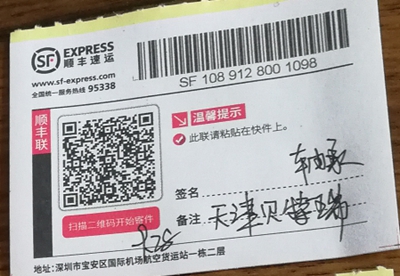 SF EXPRESS
顺丰速运
www.sf-express.com
全国统一服务热线 95338
SF 108 912 800 1098
顺丰联
温馨提示
此联请粘贴在快件上。
扫描二维码开始寄件
签名 轴承
备注 天津贝特瑞
地址:深圳市宝安区国际机场航空货运站一栋二层